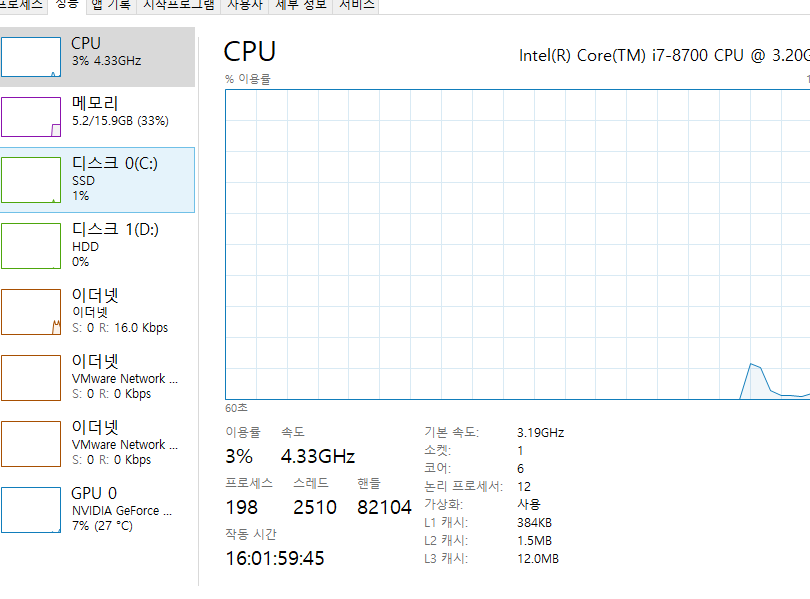 프로세스 성능 앱 기록 시작프로그램 사용자 세부 정보 서비스
CPU
3% 4.33GHz
메모리
5.2/15.9GB (33%)
디스크 0(C:)
SSD
1%
디스크 1(D:)
HDD
0%
이더넷
이더넷
S: 0 R: 16.0 Kbps
이더넷
VMware Network ...
S: 0 R: 0 Kbps
이더넷
VMware Network ...
S: 0 R: 0 Kbps
GPU 0
NVIDIA GeForce ...
7% (27 °C)
CPU
Intel(R) Core(TM) i7-8700 CPU @ 3.20G
% 이용률
60초
이용률 속도
3% 4.33GHz
프로세스 스레드 핸들
198 2510 82104
작동 시간
16:01:59:45
기본 속도: 3.19GHz
소켓: 1
코어: 6
논리 프로세서: 12
가상화: 사용
L1 캐시: 384KB
L2 캐시: 1.5MB
L3 캐시: 12.0MB